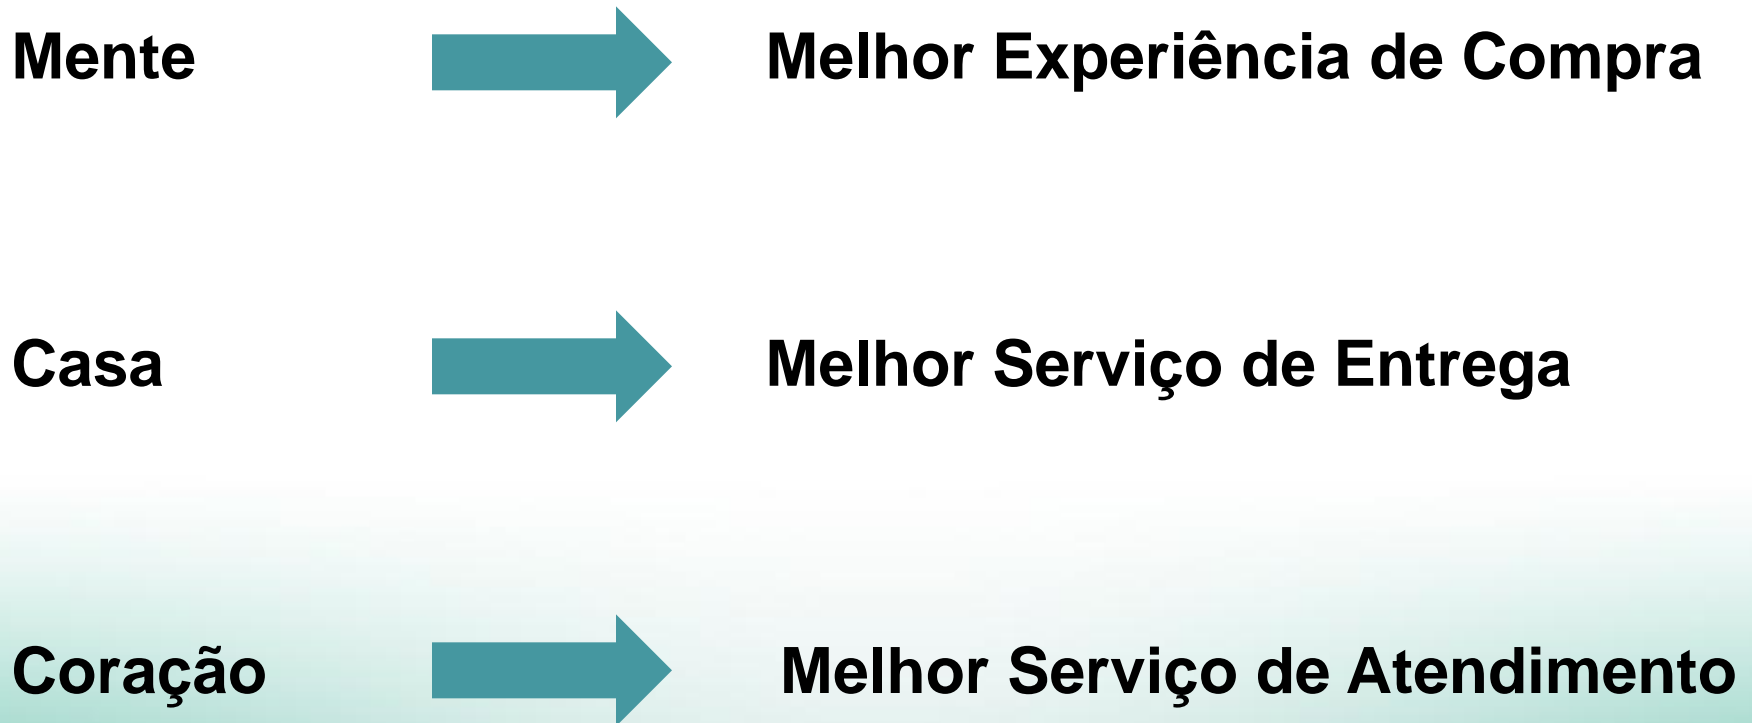 Mente Melhor Experiência de Compra
Casa Melhor Serviço de Entrega
Coração Melhor Serviço de Atendimento